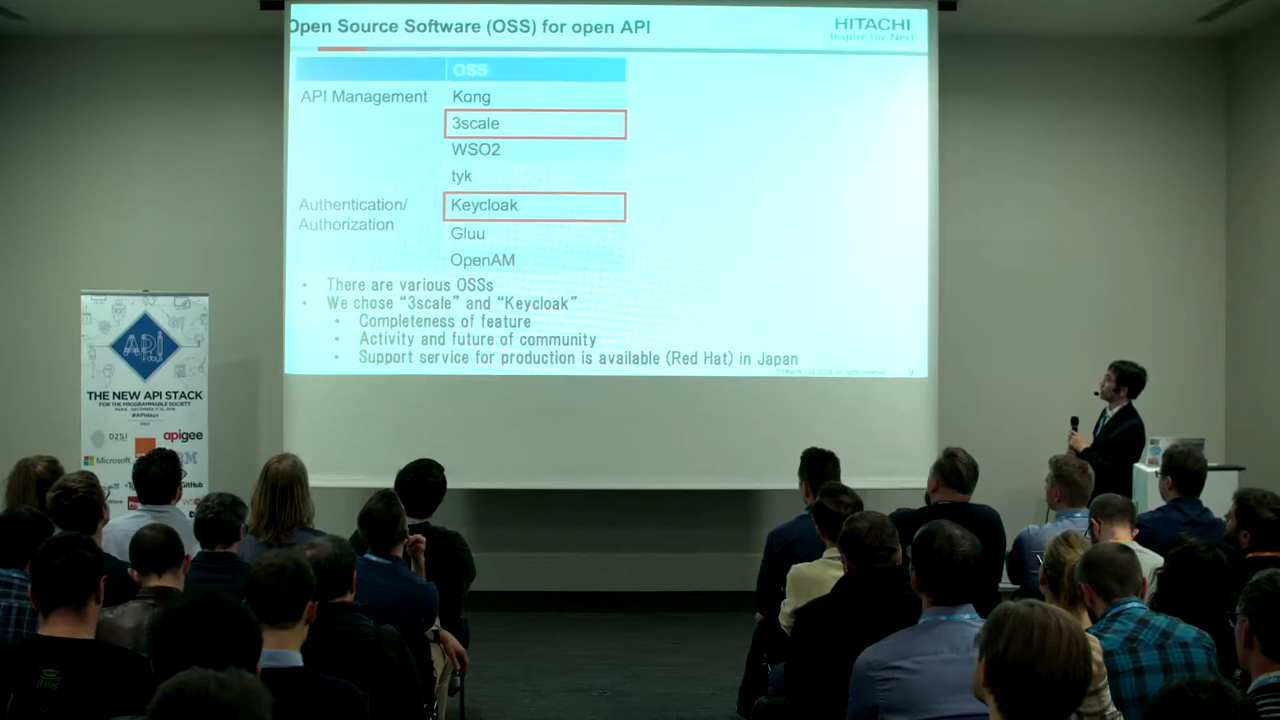 Open Source Software (OSS) for open API
HITACHI
Inspire the Next
OSS
API Management
Kong
3scale
WSO2
tyk
Authentication/
Authorization
Keycloak
Gluu
OpenAM
• There are various OSSs
• We chose “3scale” and “Keycloak”
• Completeness of feature
• Activity and future of community
• Support service for production is available (Red Hat) in Japan
9
API
THE NEW API STACK
FOR THE PROGRAMMABLE SOCIETY
#APIdays
apigee
Microsoft
GitHub